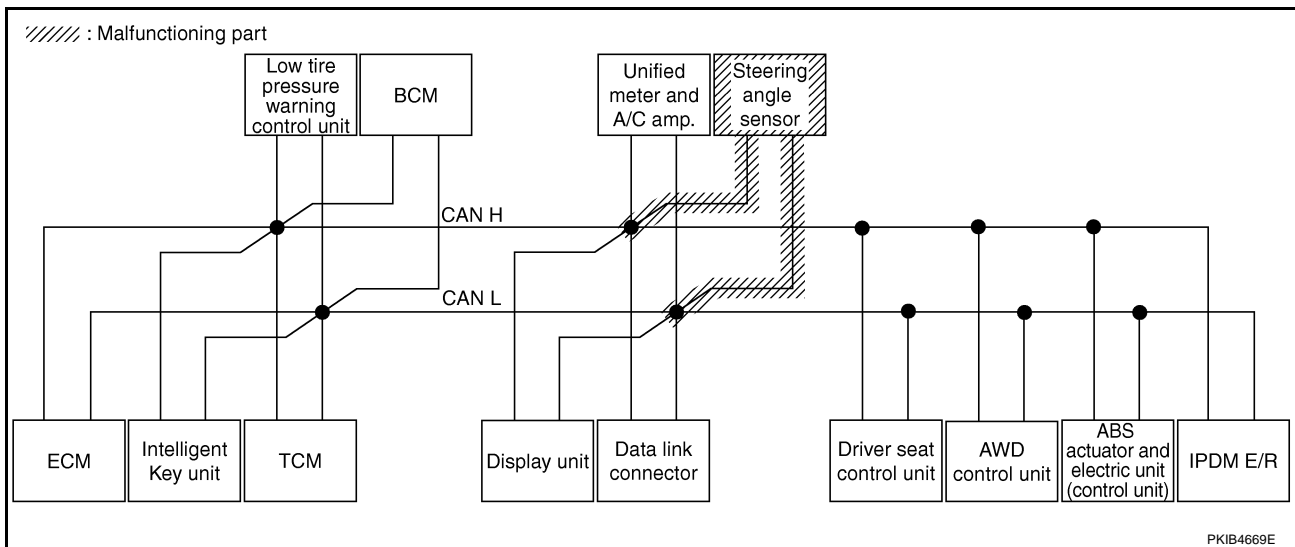 : Malfunctioning part
Low tire
pressure
warning
control unit
BCM
Unified
meter and
A/C amp.
Steering
angle
sensor
CAN H
CAN L
ECM
Intelligent
Key unit
TCM
Display unit
Data link
connector
Driver seat
control unit
AWD
control unit
ABS
actuator and
electric unit
(control unit)
IPDM E/R
PKIB4669E